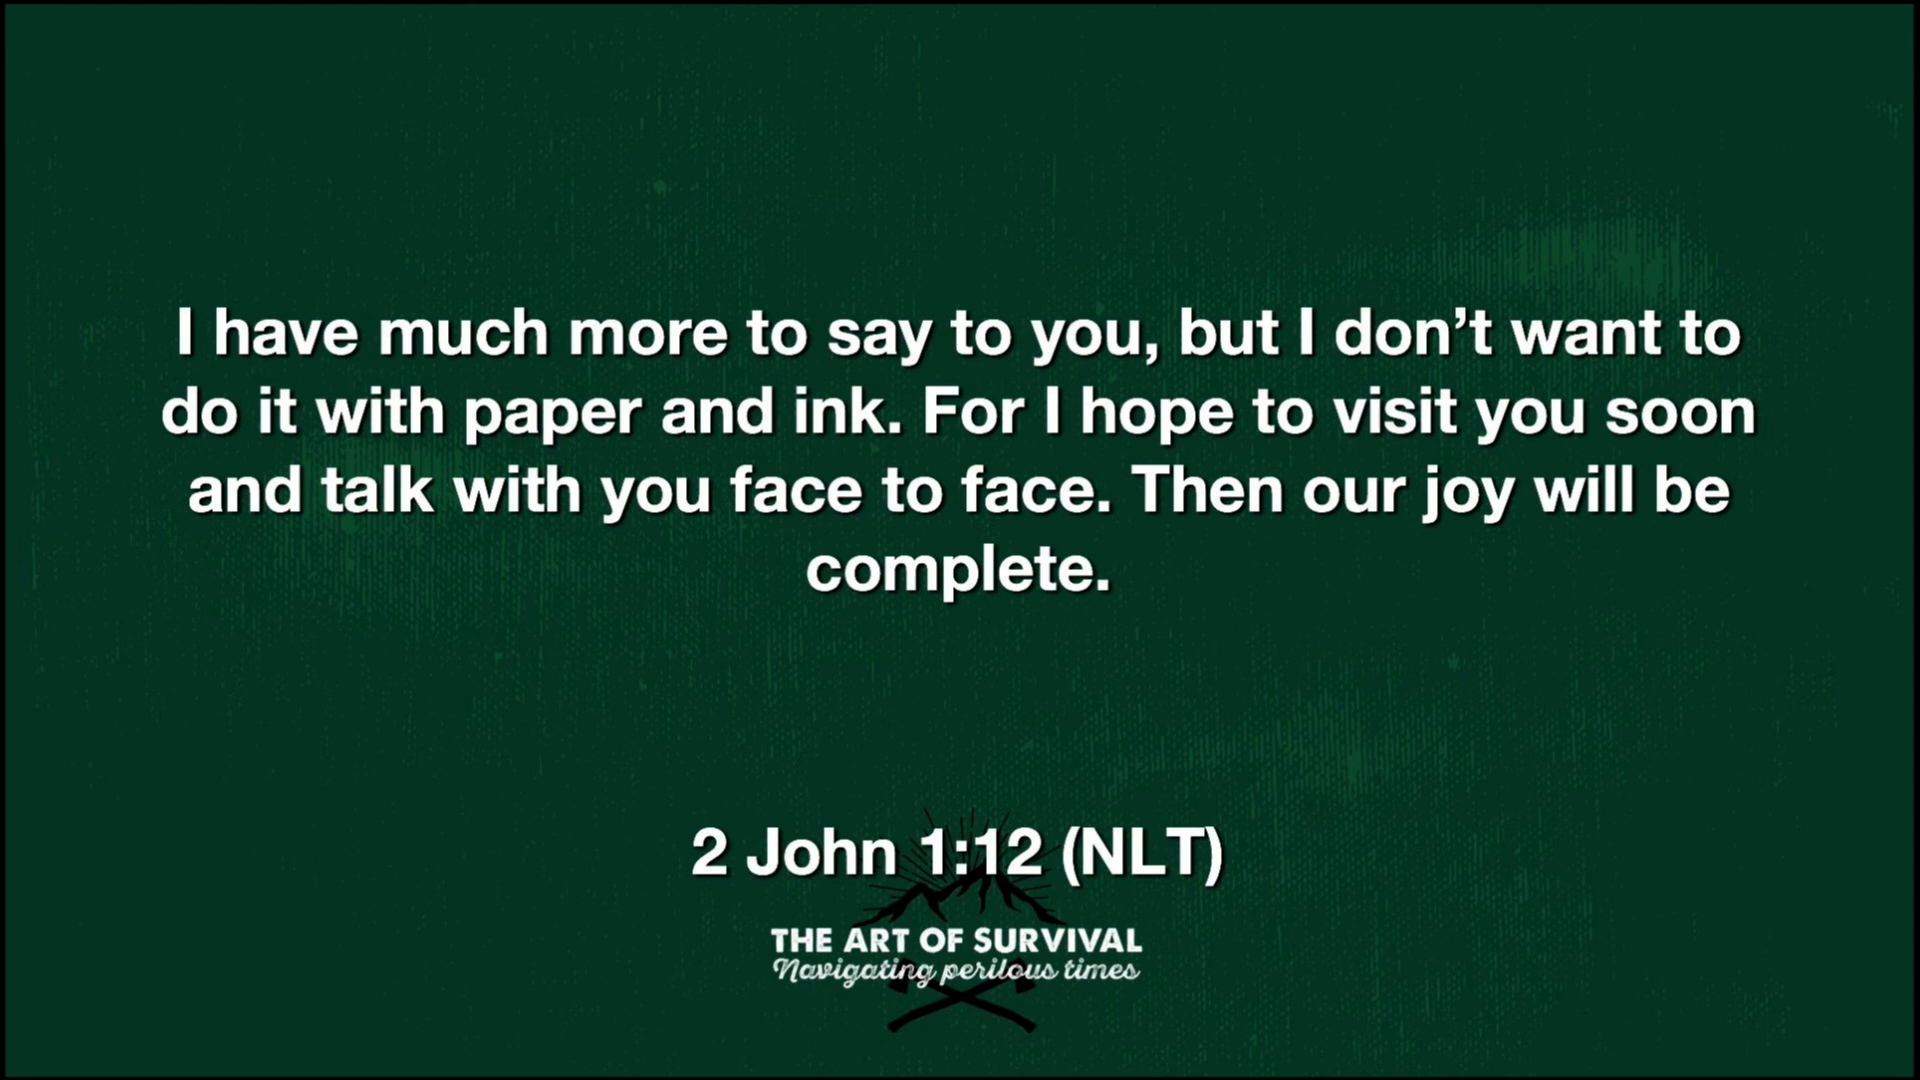 I have much more to say to you, but I don’t want to
do it with paper and ink. For I hope to visit you soon
and talk with you face to face. Then our joy will be
complete.
2 John 1:12 (NLT)
THE ART OF SURVIVAL
Navigating perilous times